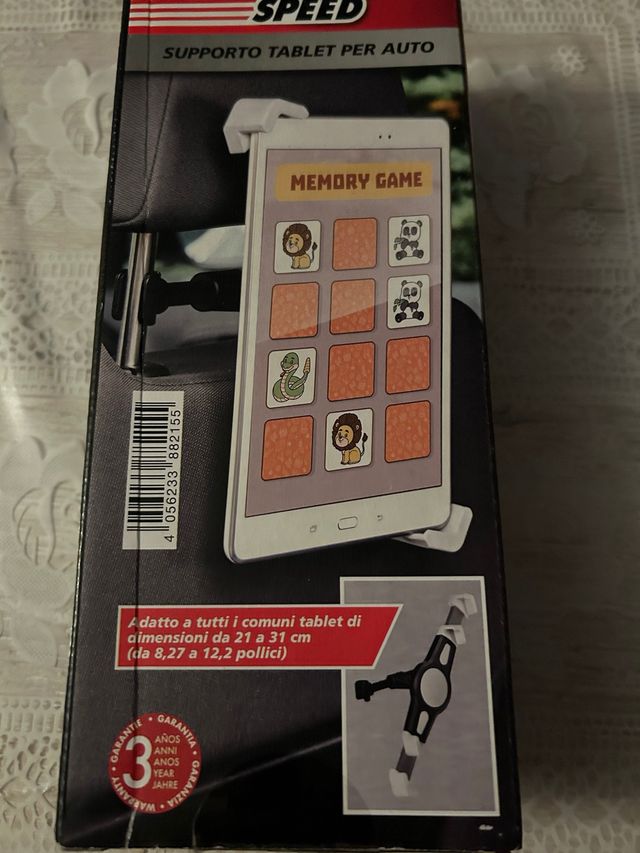 SPEED
SUPPORTO TABLET PER AUTO
MEMORY GAME
4 056233 882155
Adatto a tutti i comuni tablet di
dimensioni da 21 a 31 cm
(da 8,27 a 12,2 pollici)
GARANTIE • GARANTIA • GARANZIA • WARRANTY •
3
AÑOS
ANNI
ANOS
YEAR
JAHRE